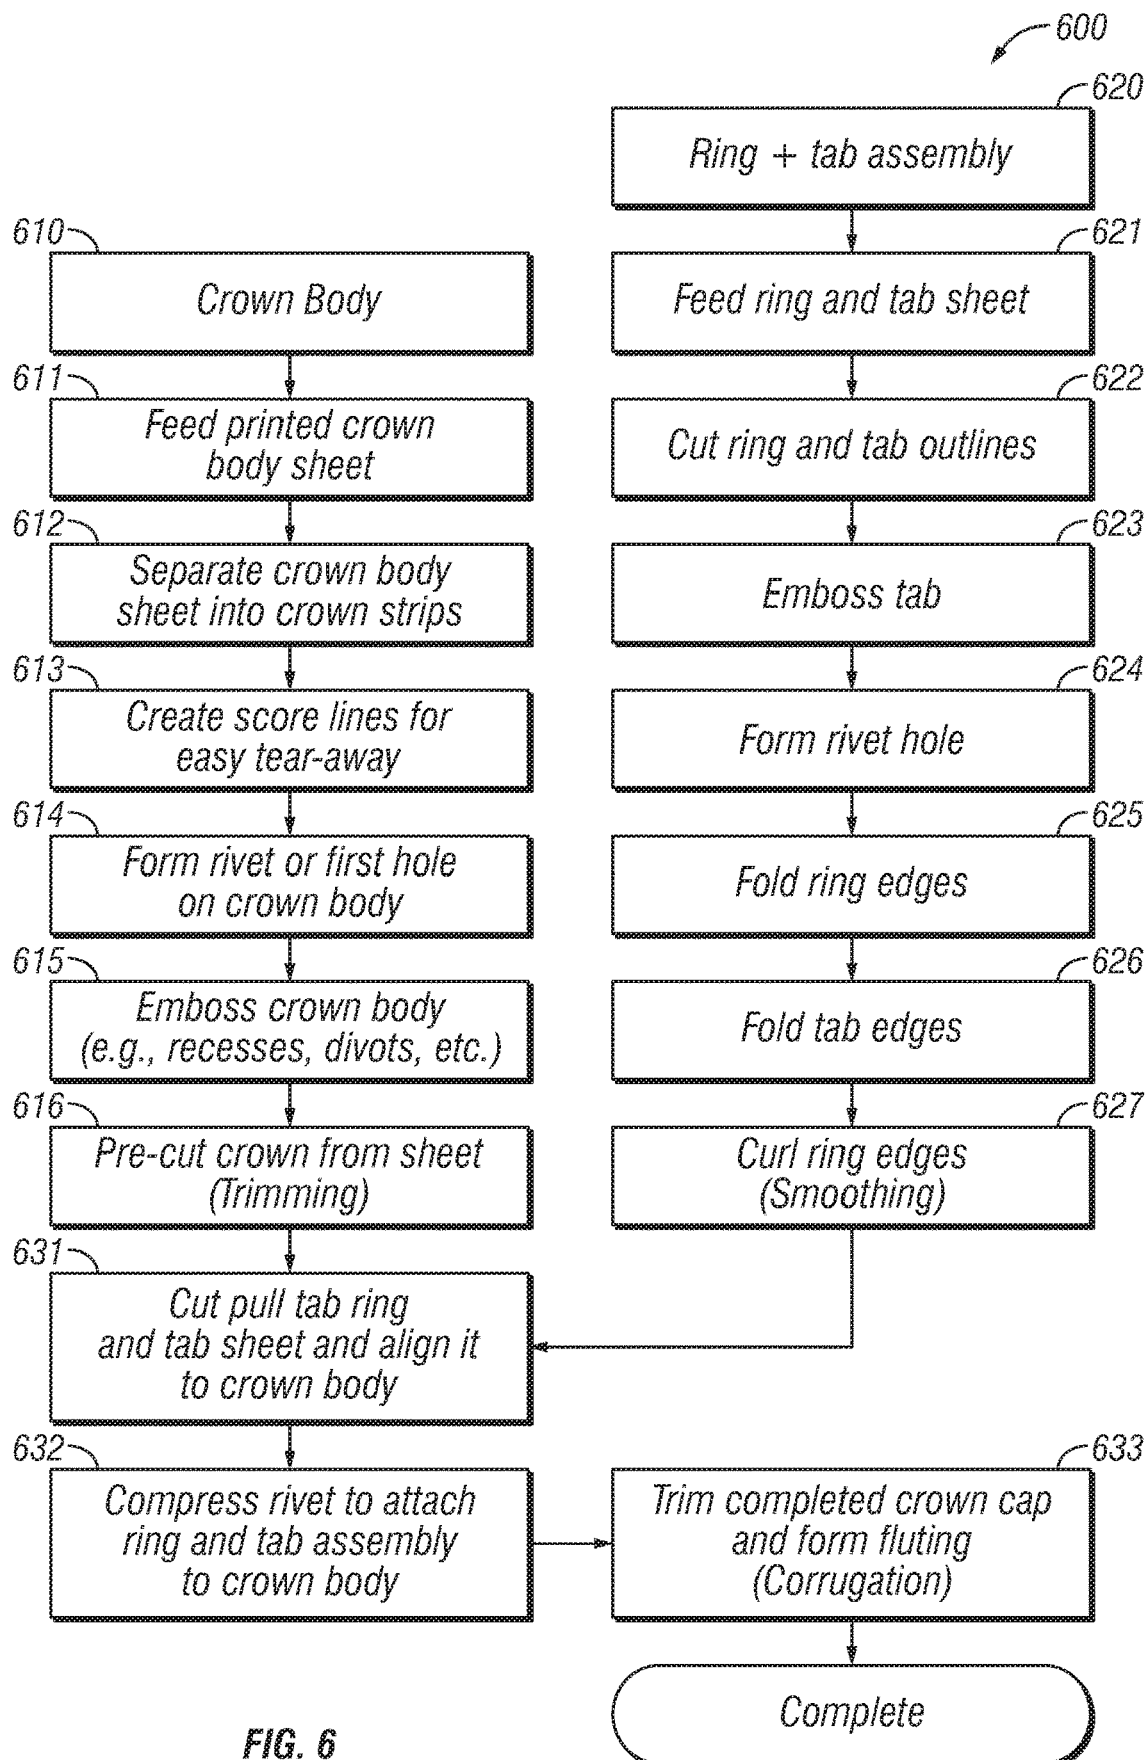 600
620
Ring + tab assembly
610
Crown Body
621
Feed ring and tab sheet
611
Feed printed crown
body sheet
622
Cut ring and tab outlines
612
Separate crown body
sheet into crown strips
623
Emboss tab
613
Create score lines for
easy tear-away
624
Form rivet hole
614
Form rivet or first hole
on crown body
625
Fold ring edges
615
Emboss crown body
(e.g., recesses, divots, etc.)
626
Fold tab edges
616
Pre-cut crown from sheet
(Trimming)
627
Curl ring edges
(Smoothing)
631
Cut pull tab ring
and tab sheet and align it
to crown body
632
Compress rivet to attach
ring and tab assembly
to crown body
633
Trim completed crown cap
and form fluting
(Corrugation)
Complete
FIG. 6